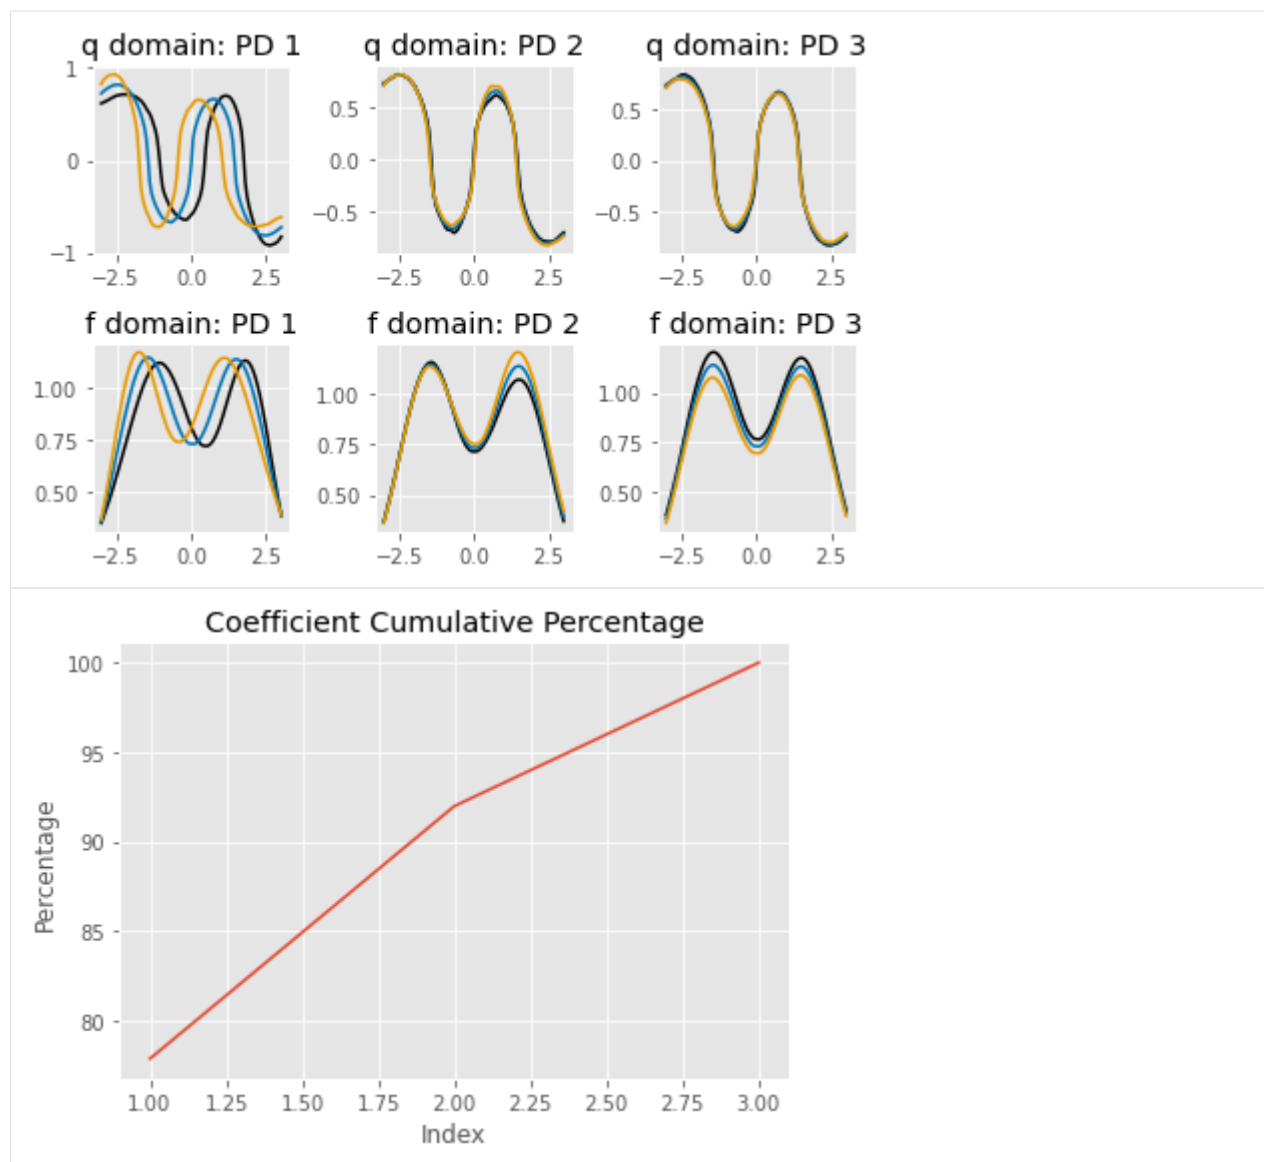 q domain: PD 1 q domain: PD 2 q domain: PD 3
1
0
−1
0.5
0.0
−0.5
0.5
0.0
−0.5
−2.5 0.0 2.5 −2.5 0.0 2.5 −2.5 0.0 2.5
f domain: PD 1 f domain: PD 2 f domain: PD 3
1.00
0.75
0.50
1.00
0.75
0.50
1.00
0.75
0.50
−2.5 0.0 2.5 −2.5 0.0 2.5 −2.5 0.0 2.5
Coefficient Cumulative Percentage
100
95
90
85
80
Percentage
1.00 1.25 1.50 1.75 2.00 2.25 2.50 2.75 3.00
Index